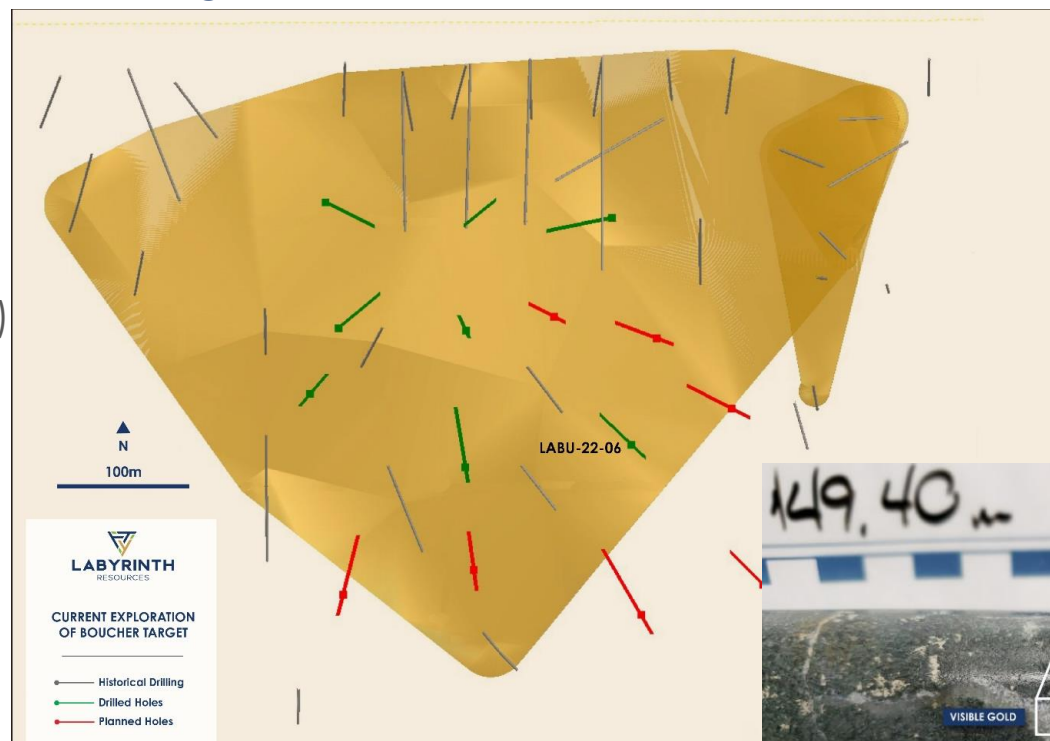 )
LABU-22-06
N
100m
LABYRINTH
RESOURCES
CURRENT EXPLORATION
OF BOUCHER TARGET
Historical Drilling
Drilled Holes
Planned Holes
149.40 m
VISIBLE GOLD